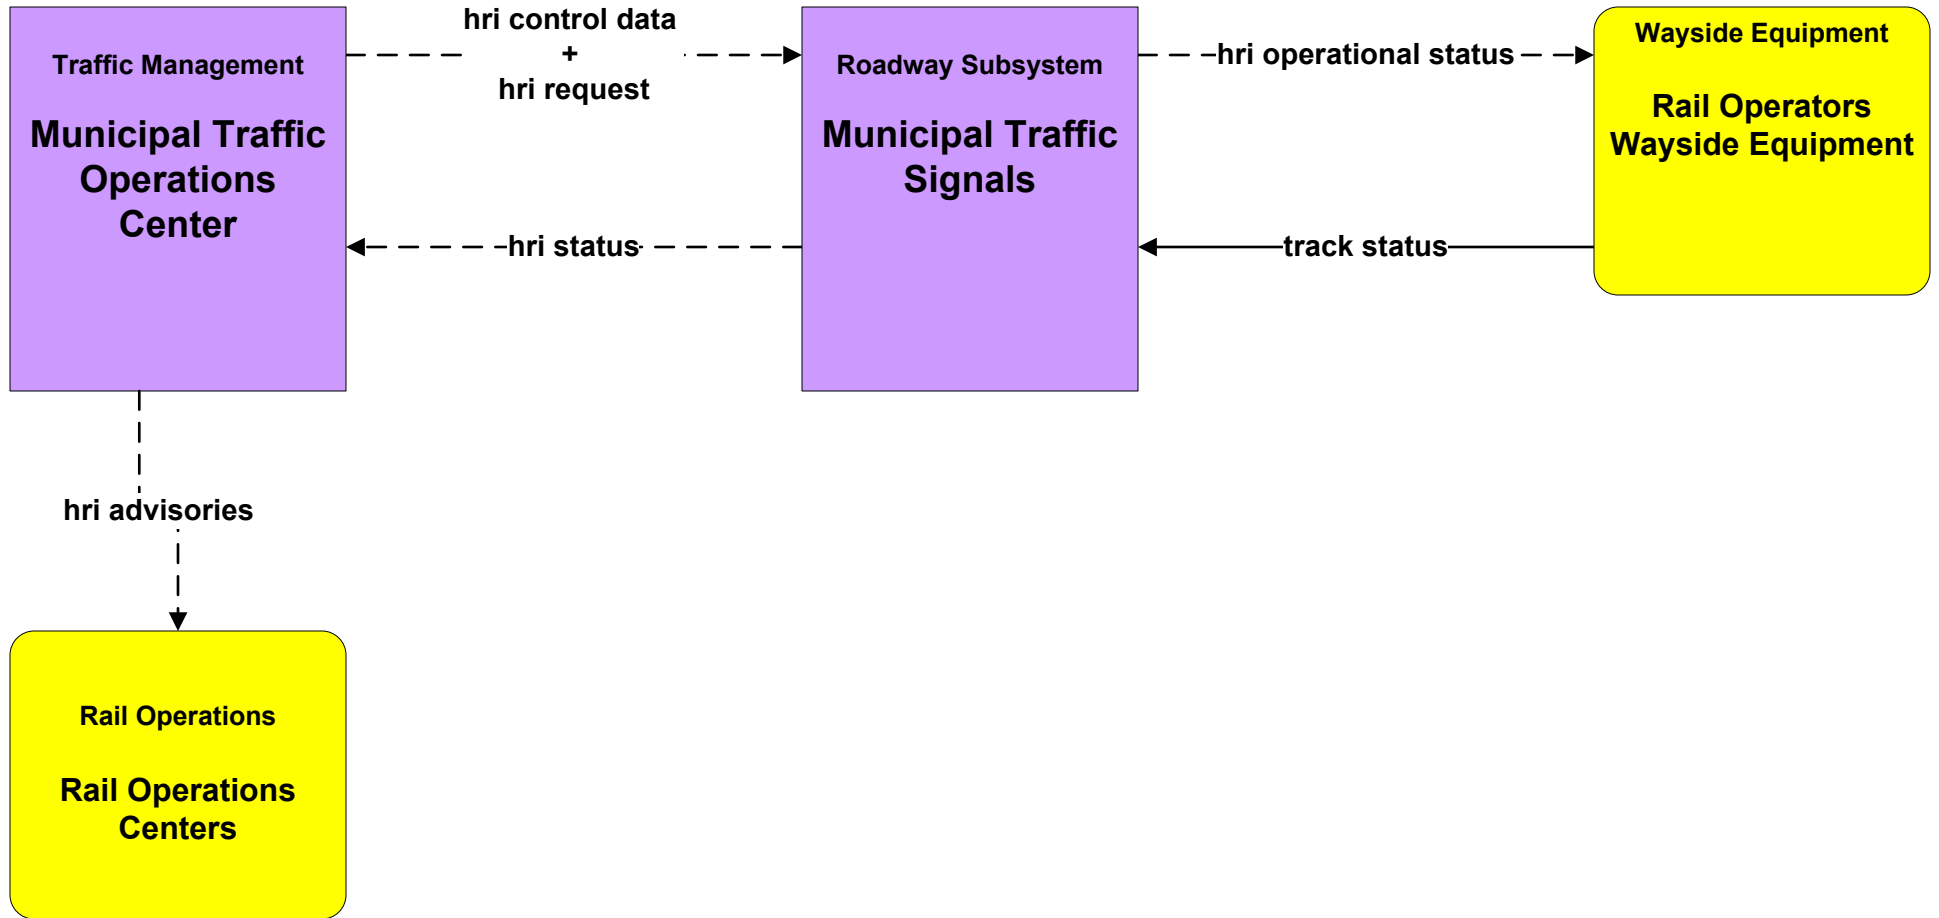 Traffic Management
Municipal Traffic
Operations
Center
hri control data
+
hri request
Roadway Subsystem
Municipal Traffic
Signals
hri operational status
Wayside Equipment
Rail Operators
Wayside Equipment
hri status
track status
hri advisories
Rail Operations
Rail Operations
Centers